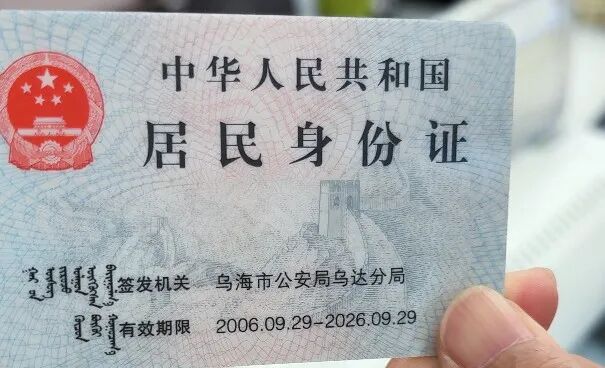 中华人民共和国
居民身份证
签发机关 乌海市公安局乌达分局
有效期限 2006.09.29-2026.09.29